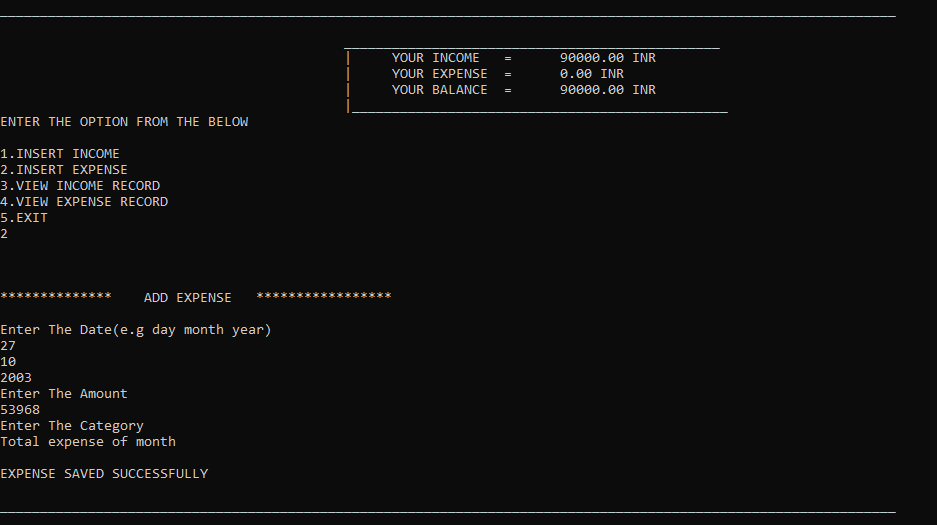 YOUR INCOME = 90000.00 INR
YOUR EXPENSE = 0.00 INR
YOUR BALANCE = 90000.00 INR
ENTER THE OPTION FROM THE BELOW
1.INSERT INCOME
2.INSERT EXPENSE
3.VIEW INCOME RECORD
4.VIEW EXPENSE RECORD
5.EXIT
2
************** ADD EXPENSE *****************
Enter The Date(e.g day month year)
27
10
2003
Enter The Amount
53968
Enter The Category
Total expense of month
EXPENSE SAVED SUCCESSFULLY